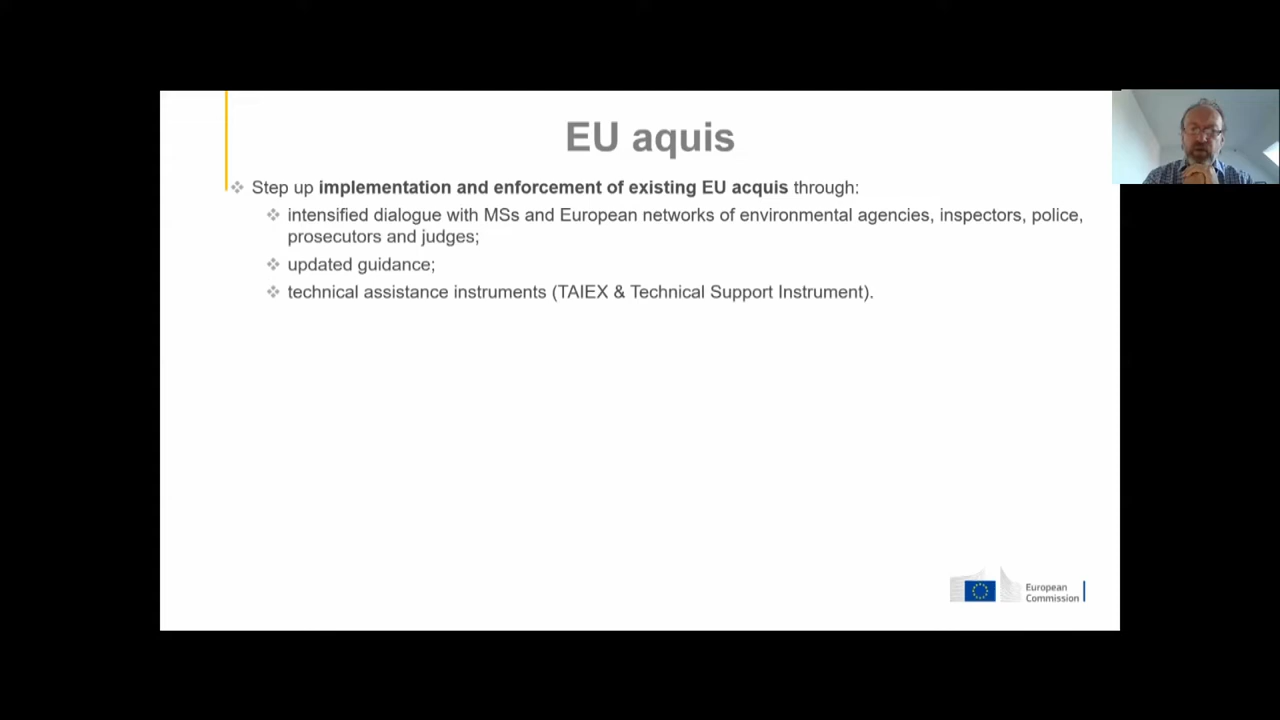 EU aquis
Step up implementation and enforcement of existing EU acquis through:
intensified dialogue with MSs and European networks of environmental agencies, inspectors, police,
prosecutors and judges;
updated guidance;
technical assistance instruments (TAIEX & Technical Support Instrument).
European
Commission